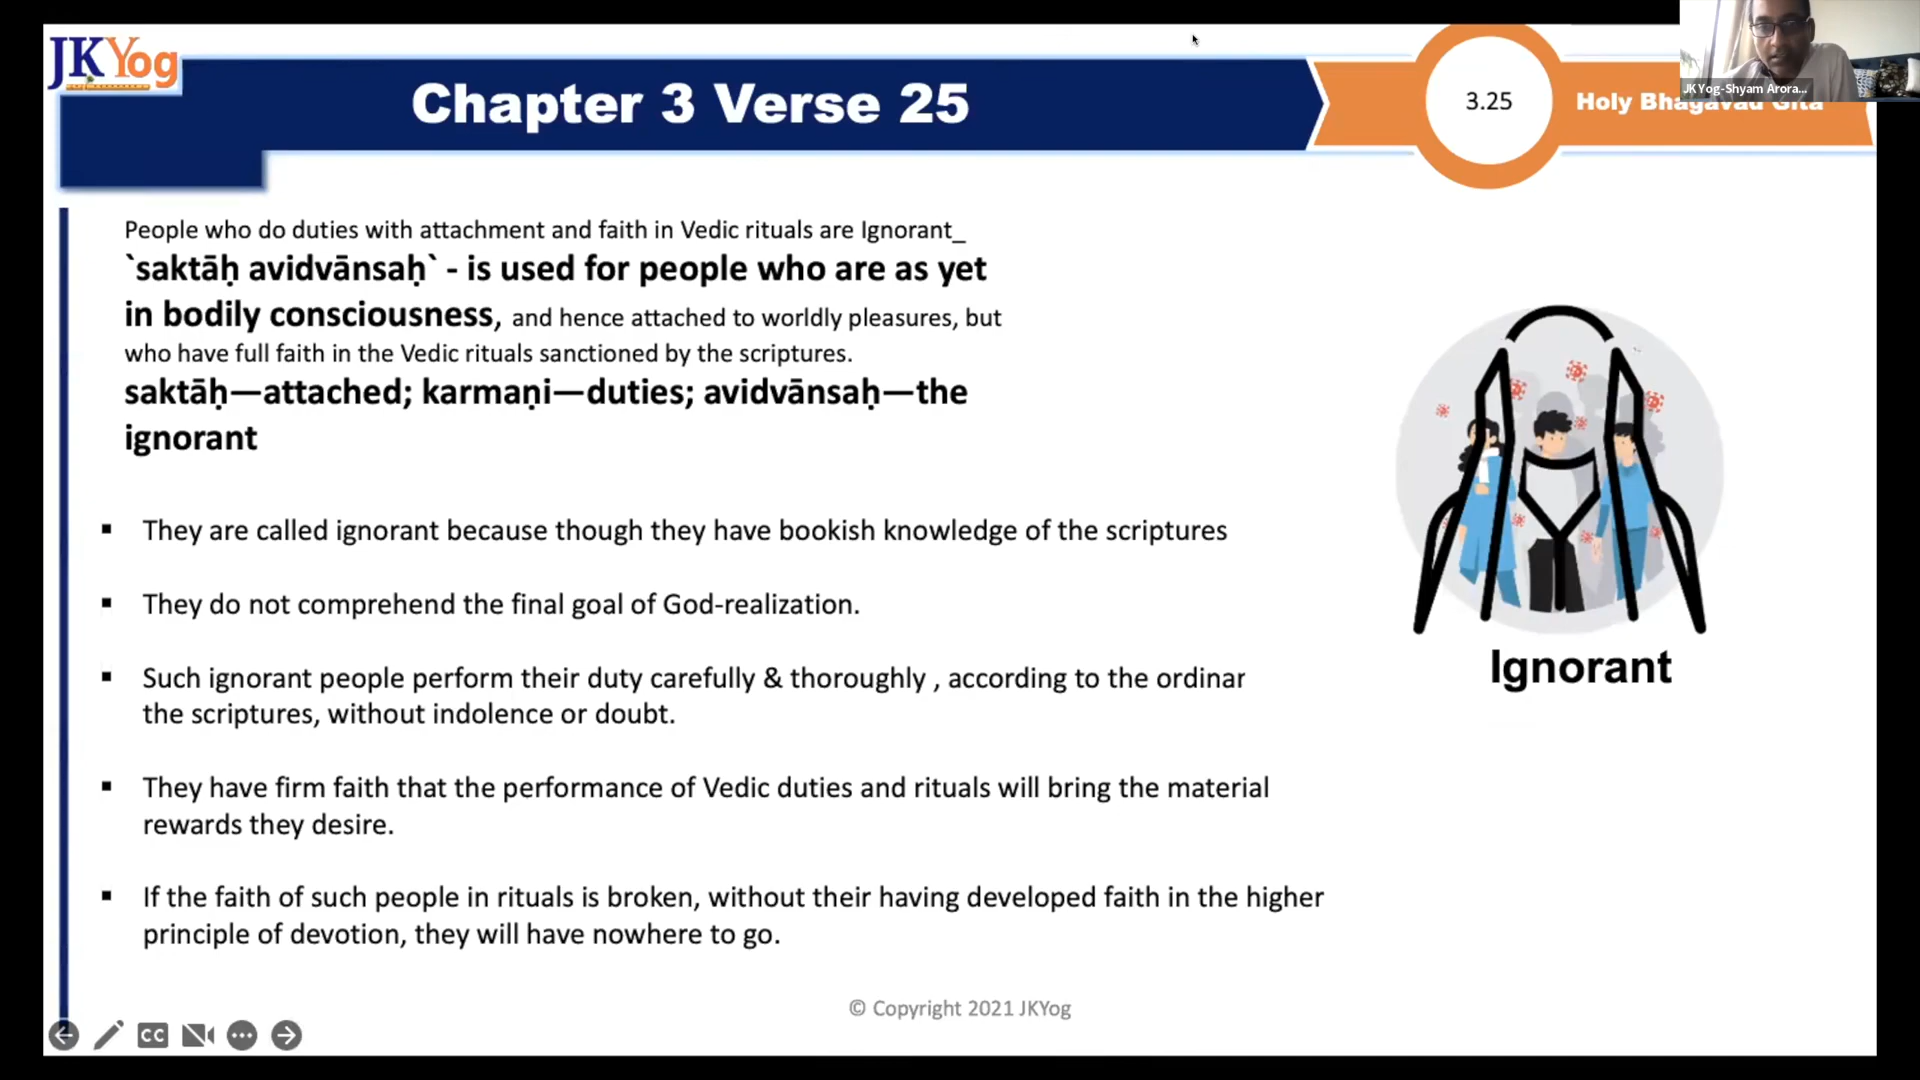 JKYog
Chapter 3 Verse 25
3.25
Holy Bhagavad Gita
JKYog-Shyam Arora...
People who do duties with attachment and faith in Vedic rituals are Ignorant_
`saktāḥ avidvānsaḥ` - is used for people who are as yet
in bodily consciousness, and hence attached to worldly pleasures, but
who have full faith in the Vedic rituals sanctioned by the scriptures.
saktāḥ—attached; karmaṇi—duties; avidvānsaḥ—the
ignorant
▪ They are called ignorant because though they have bookish knowledge of the scriptures
▪ They do not comprehend the final goal of God-realization.
▪ Such ignorant people perform their duty carefully & thoroughly , according to the ordinar
the scriptures, without indolence or doubt.
▪ They have firm faith that the performance of Vedic duties and rituals will bring the material
rewards they desire.
▪ If the faith of such people in rituals is broken, without their having developed faith in the higher
principle of devotion, they will have nowhere to go.
Ignorant
© Copyright 2021 JKYog
CC